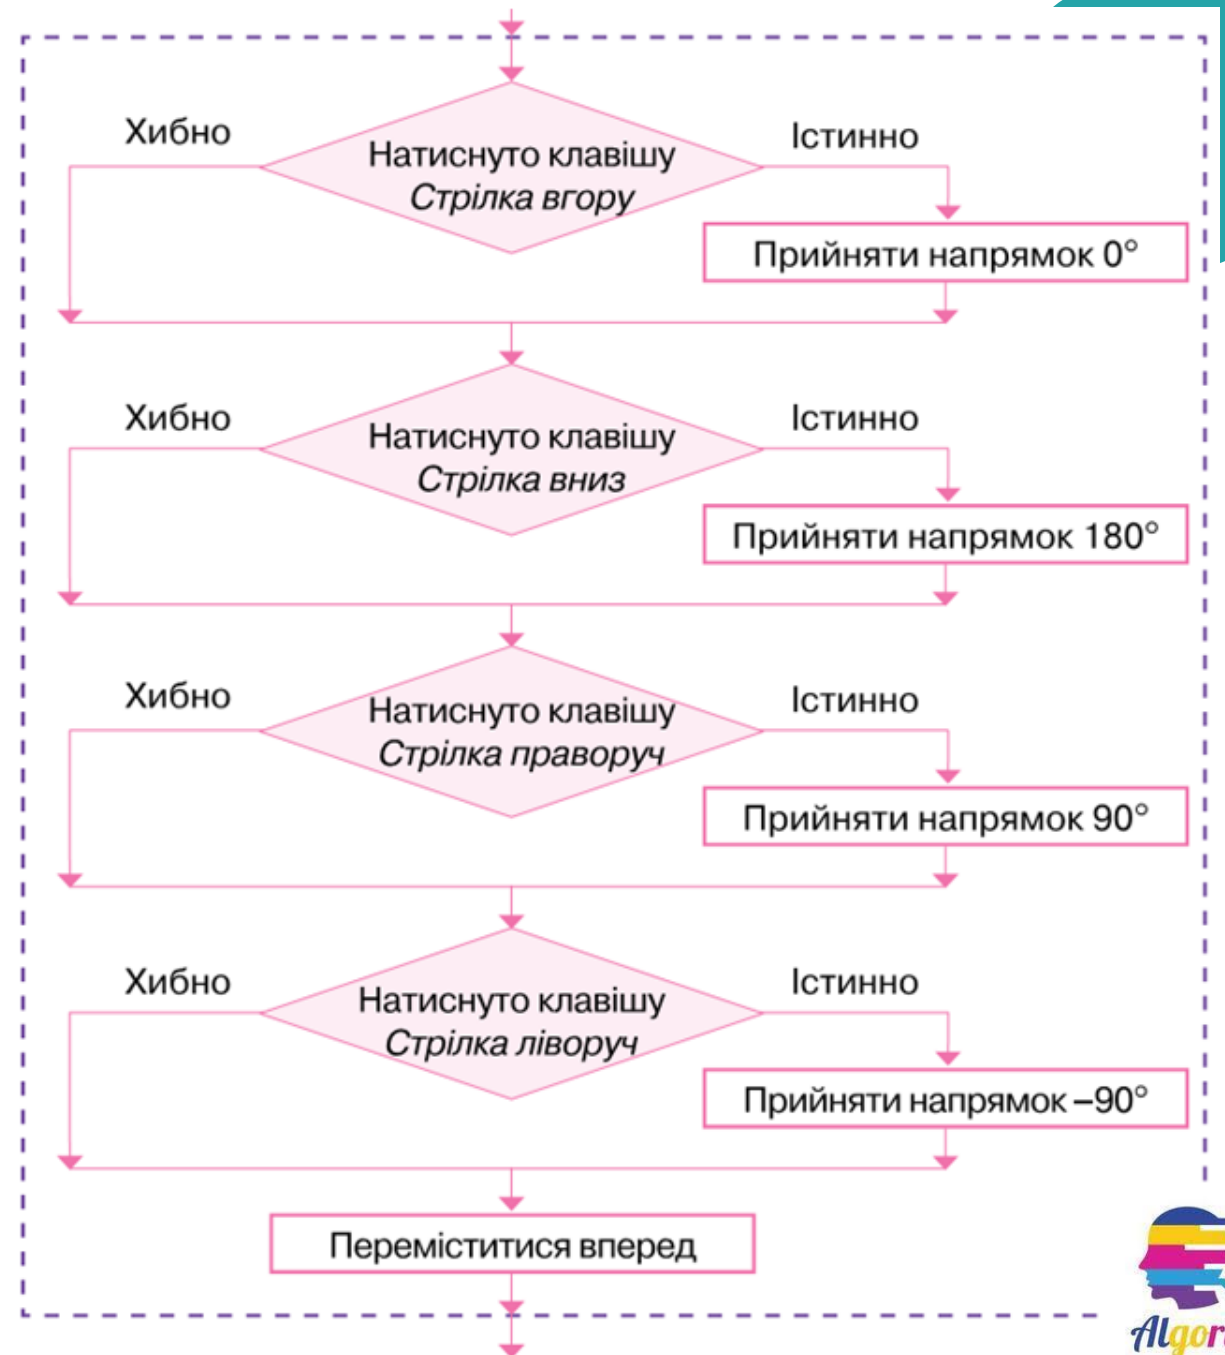 Хибно
Істинно
Натиснуто клавішу
Стрілка вгору
Прийняти напрямок 0°
Хибно
Істинно
Натиснуто клавішу
Стрілка вниз
Прийняти напрямок 180°
Хибно
Істинно
Натиснуто клавішу
Стрілка праворуч
Прийняти напрямок 90°
Хибно
Істинно
Натиснуто клавішу
Стрілка ліворуч
Прийняти напрямок –90°
Переміститися вперед